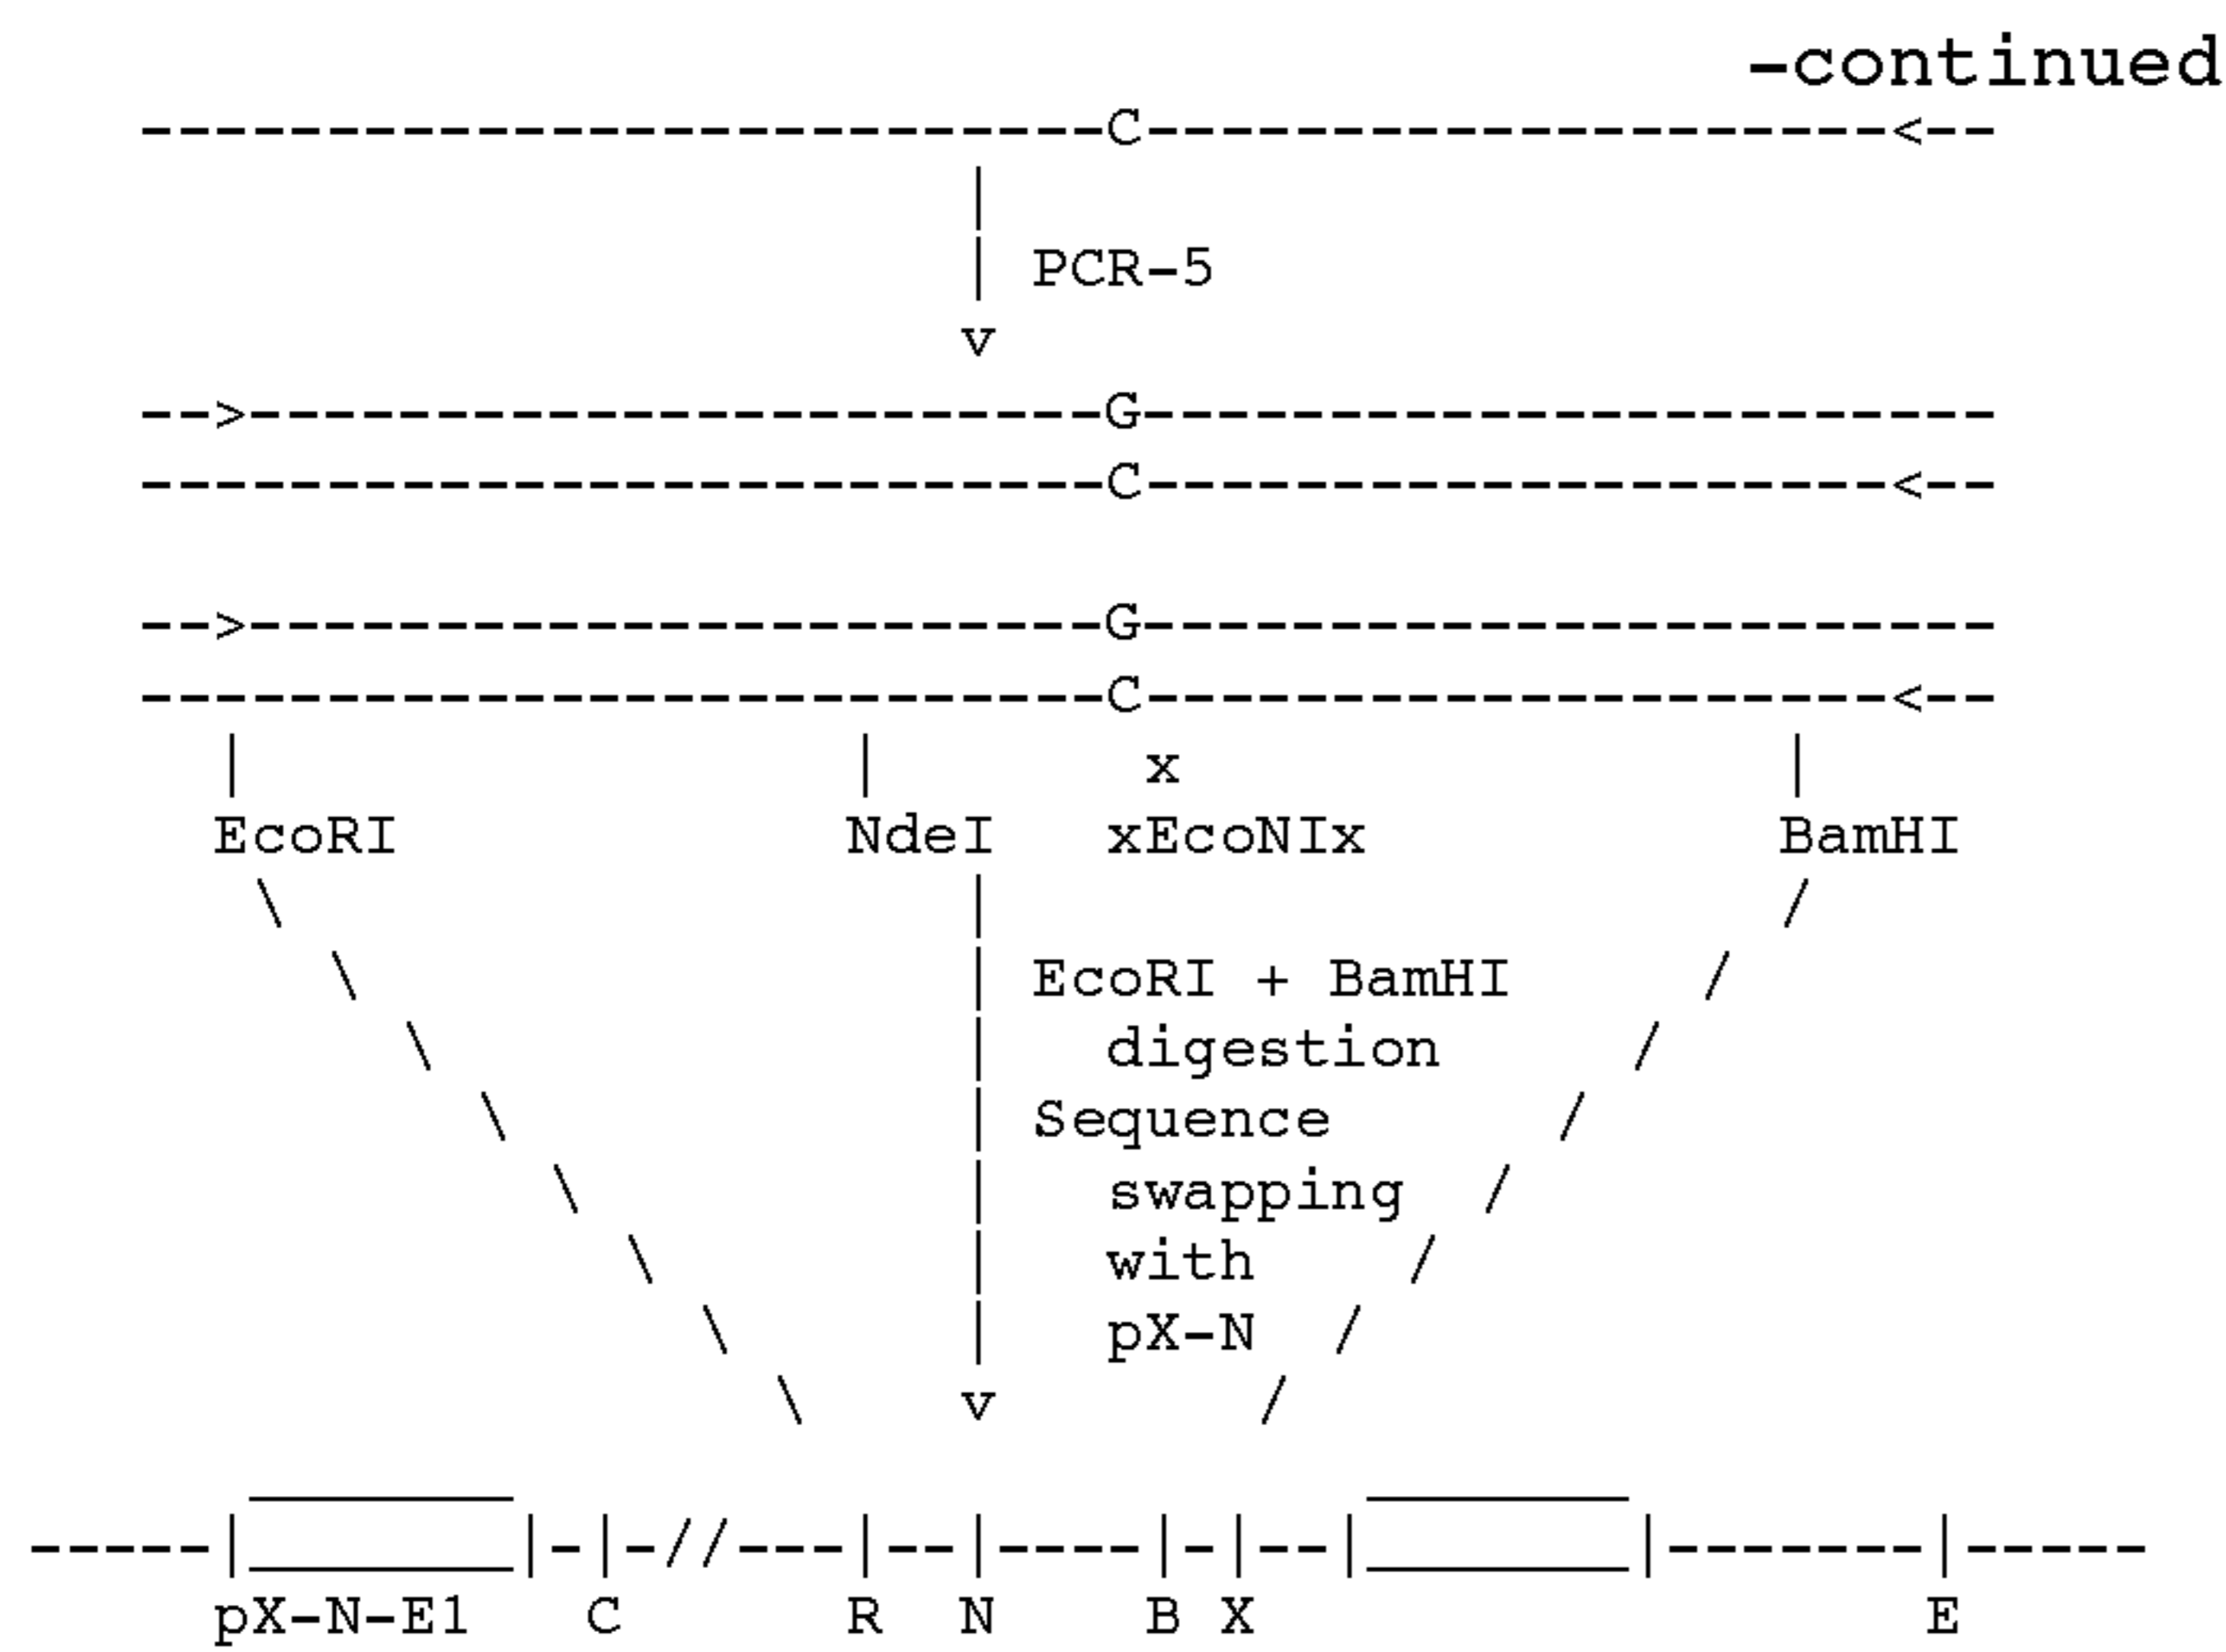 -continued
--------------------------C--------------------<--
|
| PCR-5
v
-->-----------------------G-----------------------
--------------------------C--------------------<--
-->-----------------------G-----------------------
--------------------------C--------------------<--
| | x |
EcoRI NdeI xEcoNIx BamHI
EcoRI + BamHI
digestion
Sequence
swapping
with
pX-N
v
-----| |-|-//---|--|----|-|--| |-------|-----
pX-N-E1 C R N B X E